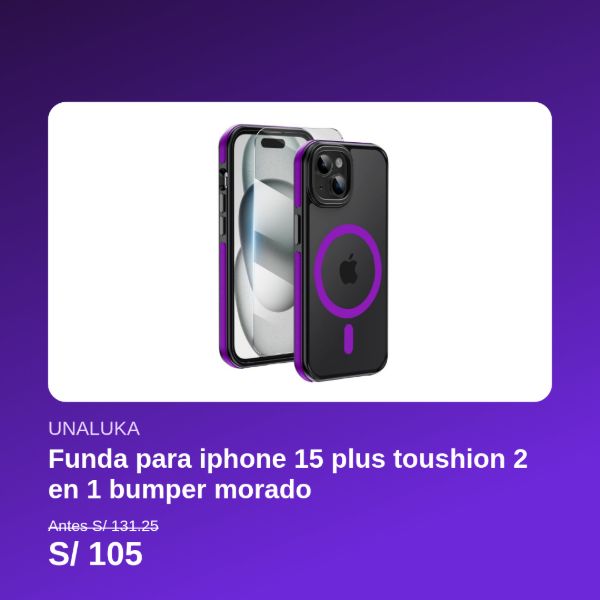 UNALUKA
Funda para iphone 15 plus toushion 2
en 1 bumper morado
Antes S/ 131.25
S/ 105